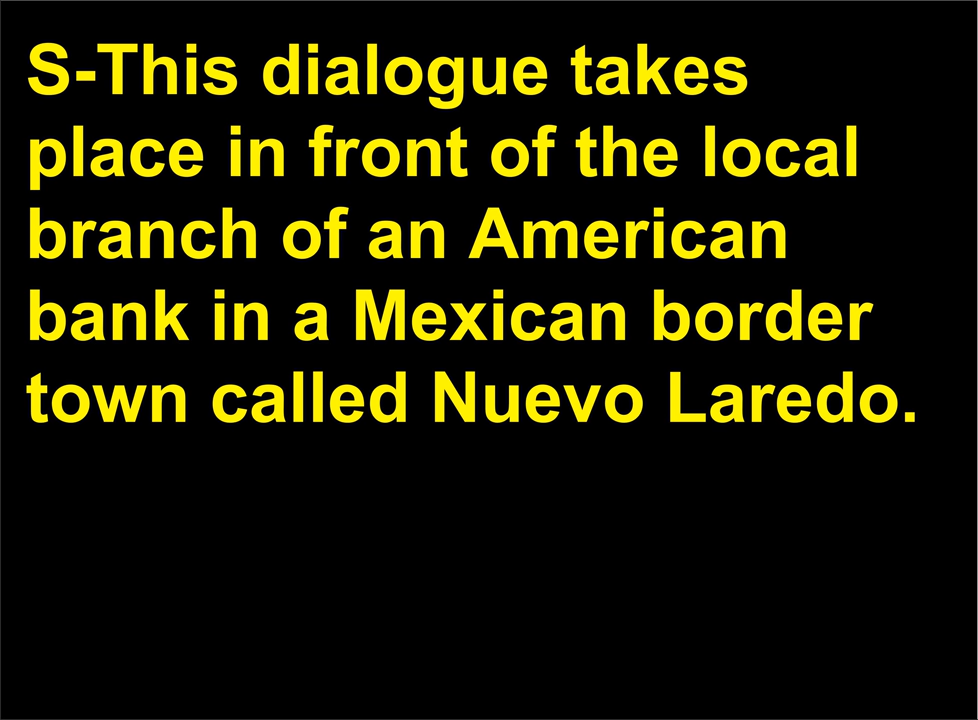 S-This dialogue takes
place in front of the local
branch of an American
bank in a Mexican border
town called Nuevo Laredo.